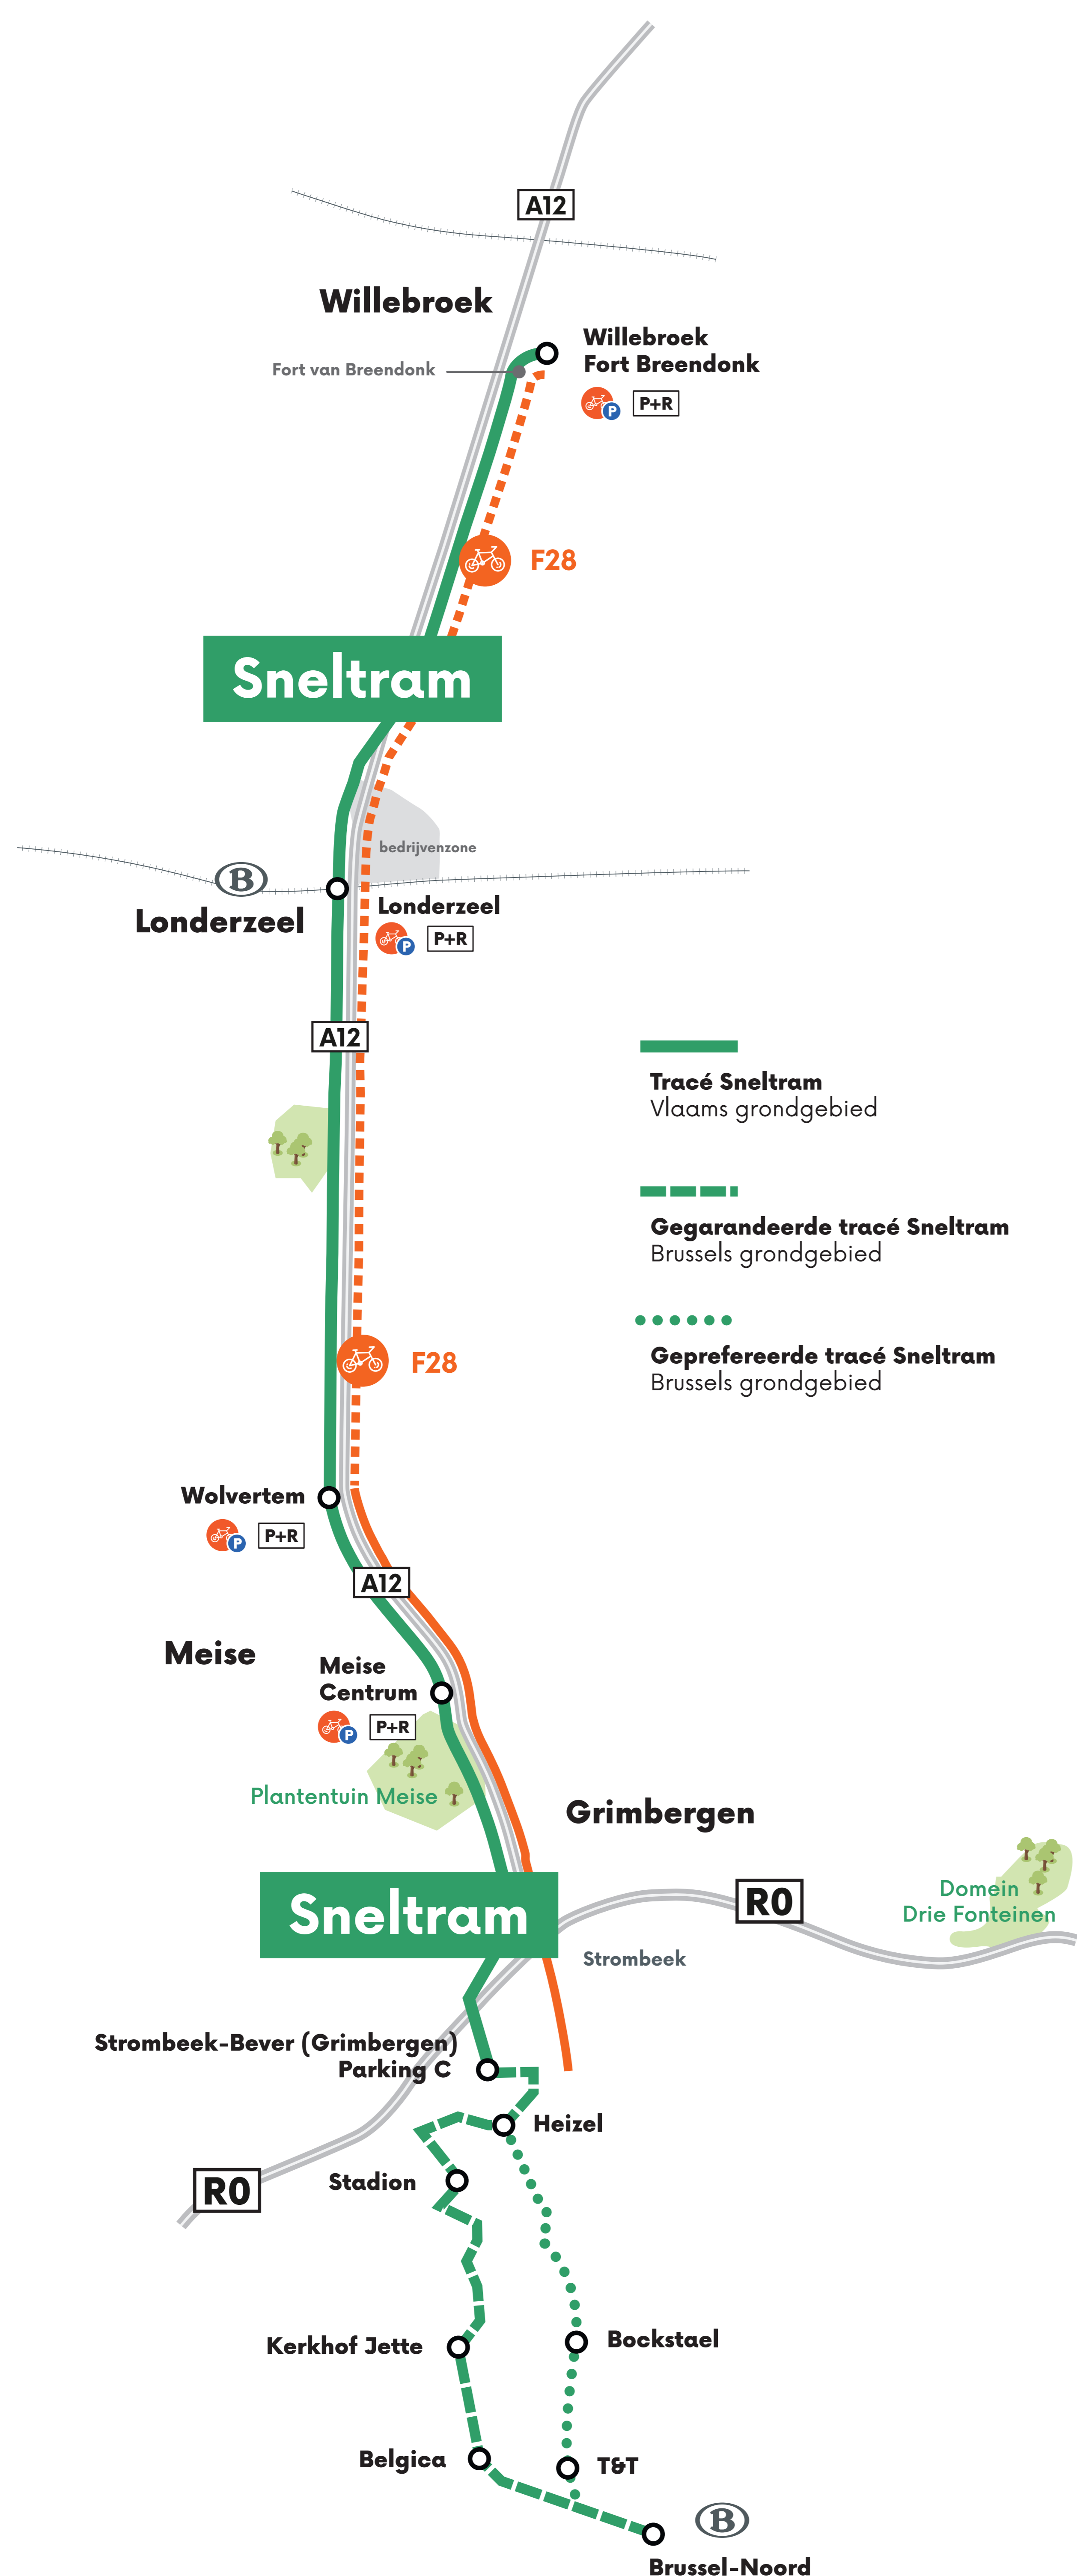 A12
Willebroek
Willebroek
Fort Breendonk
Fort van Breendonk
P
P+R
F28
Sneltram
bedrijvenzone
B
Londerzeel
Londerzeel
P
P+R
A12
Tracé Sneltram
Vlaams grondgebied
Gegarandeerde tracé Sneltram
Brussels grondgebied
Geprefereerde tracé Sneltram
Brussels grondgebied
F28
Wolvertem
P
P+R
A12
Meise
Meise
Centrum
P
P+R
Plantentuin Meise
Grimbergen
R0
Domein
Drie Fonteinen
Sneltram
Strombeek
Strombeek-Bever (Grimbergen)
Parking C
Heizel
Stadion
R0
Kerkhof Jette
Bockstael
Belgica
T&T
B
Brussel-Noord